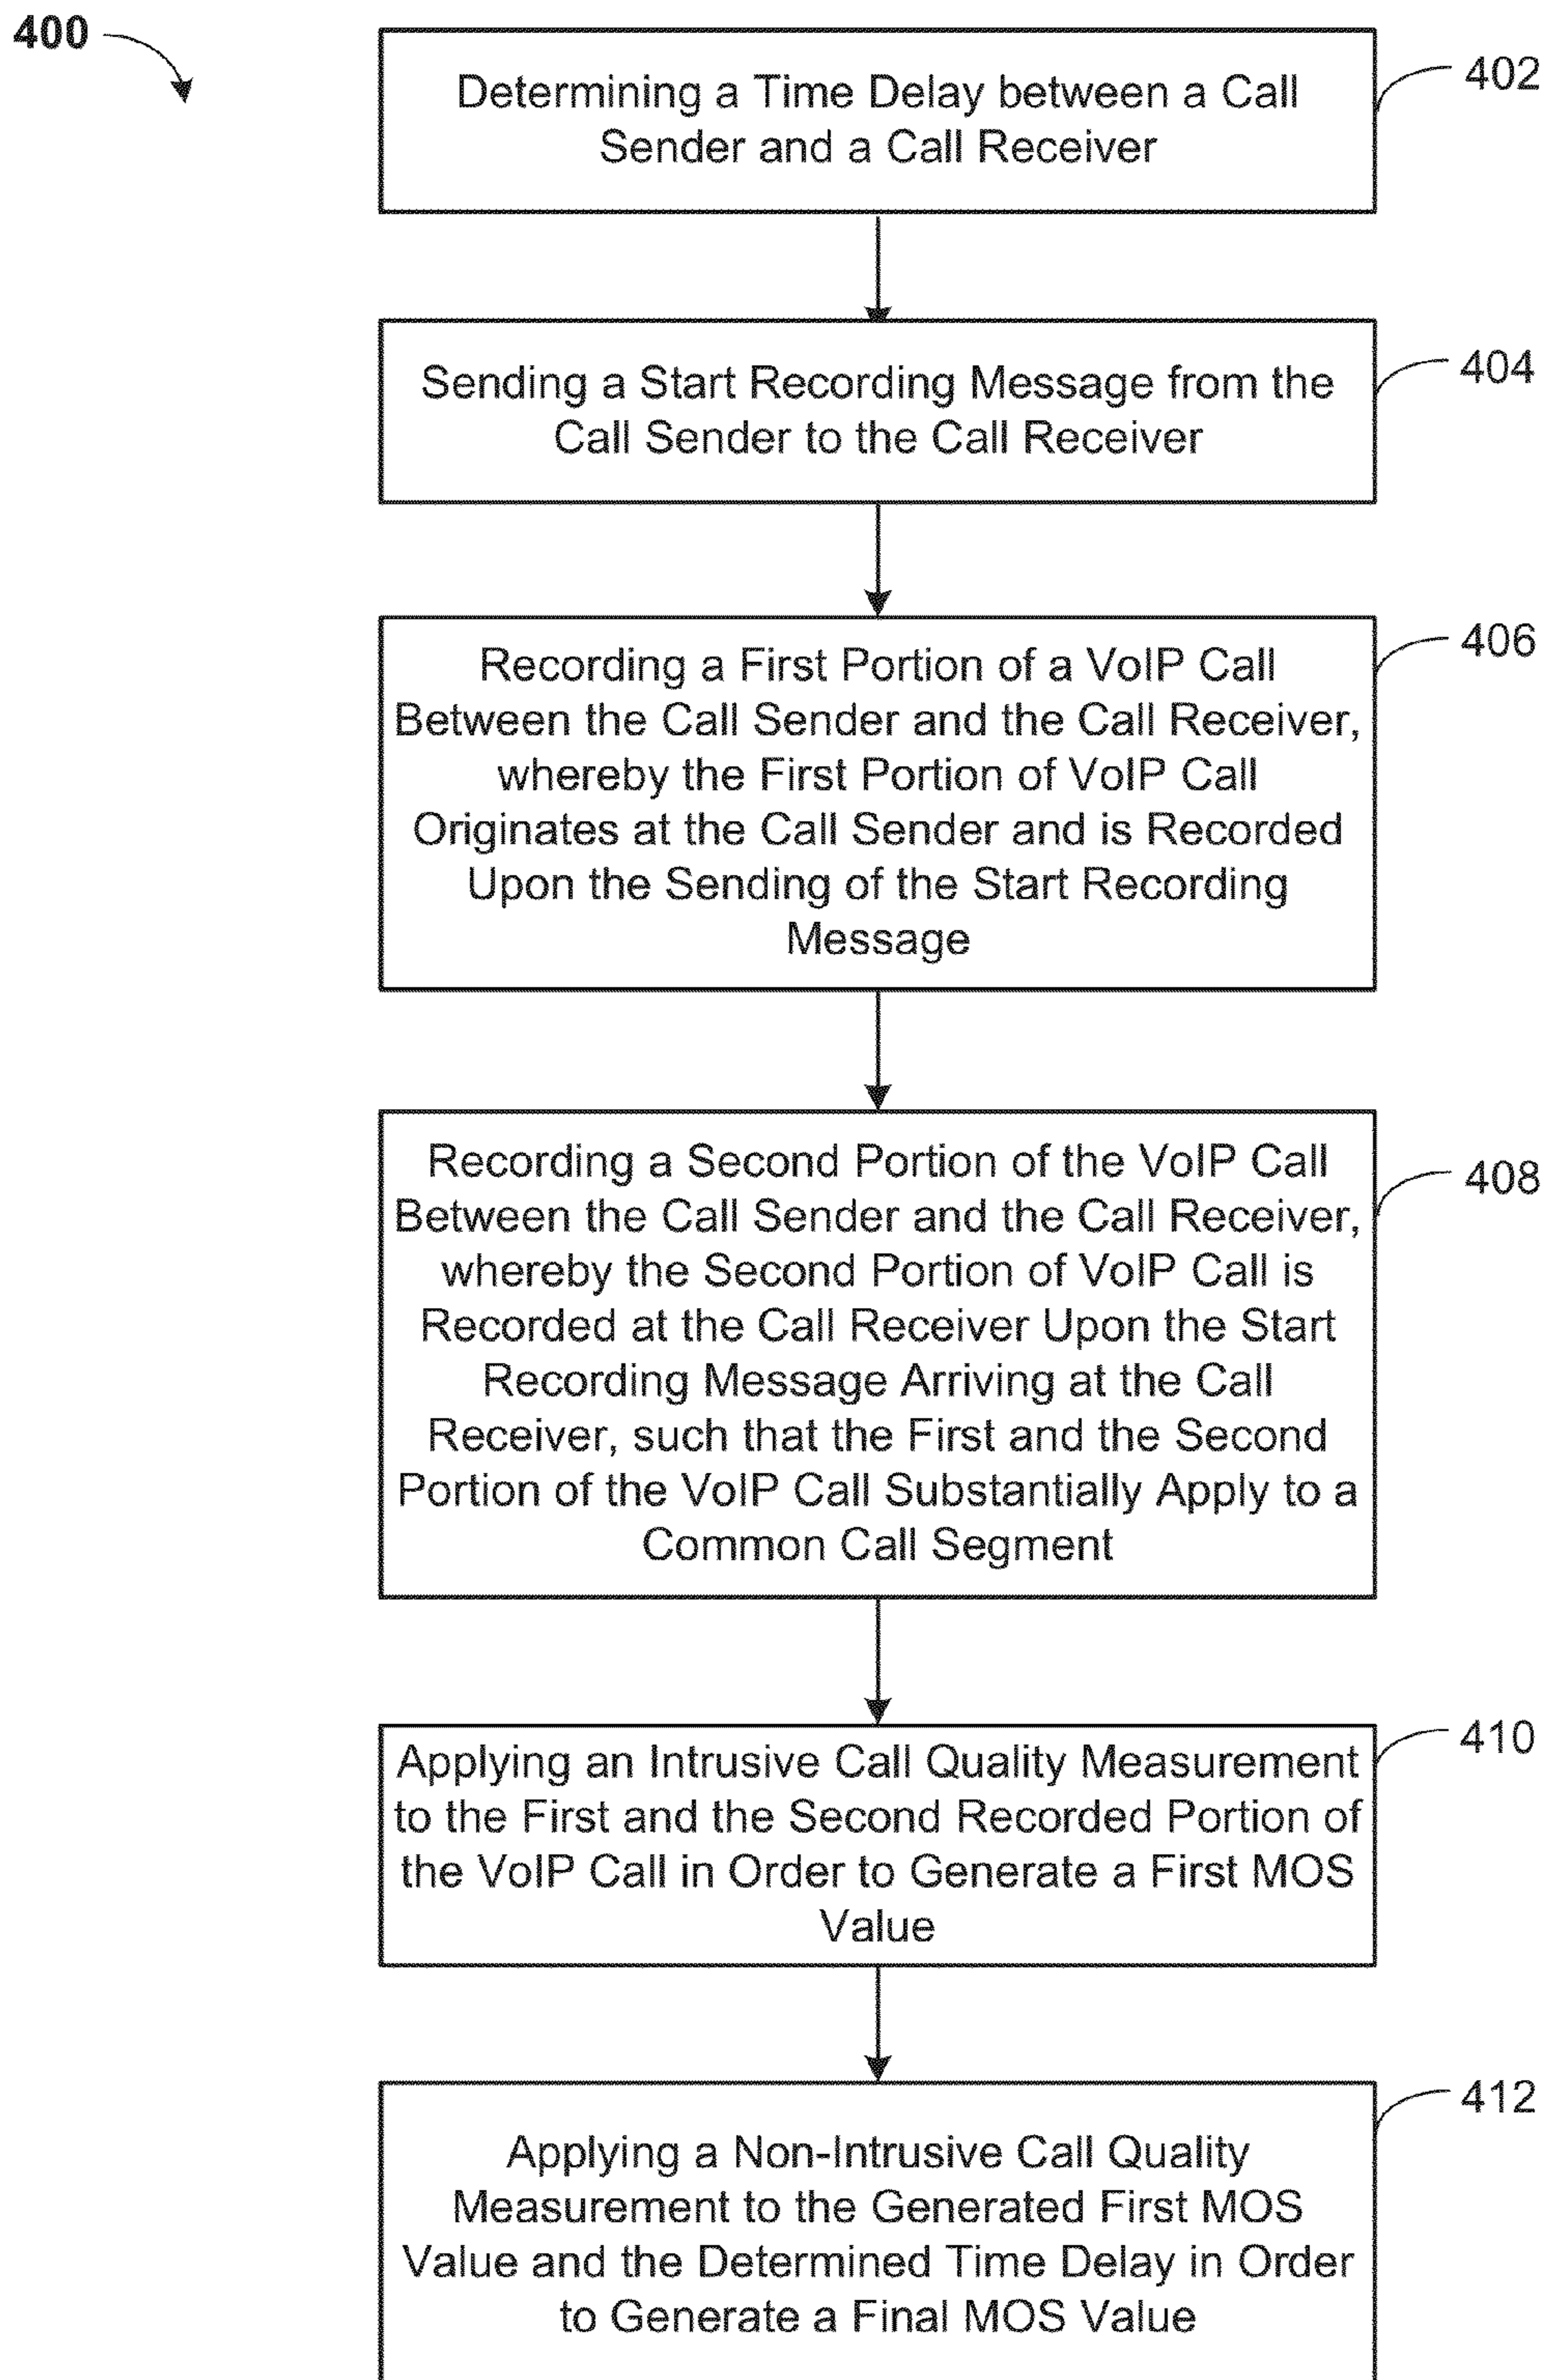 400
Determining a Time Delay between a Call
Sender and a Call Receiver
402
Sending a Start Recording Message from the
Call Sender to the Call Receiver
404
Recording a First Portion of a VoIP Call
Between the Call Sender and the Call Receiver,
whereby the First Portion of VoIP Call
Originates at the Call Sender and is Recorded
Upon the Sending of the Start Recording
Message
406
Recording a Second Portion of the VoIP Call
Between the Call Sender and the Call Receiver,
whereby the Second Portion of VoIP Call is
Recorded at the Call Receiver Upon the Start
Recording Message Arriving at the Call
Receiver, such that the First and the Second
Portion of the VoIP Call Substantially Apply to a
Common Call Segment
408
Applying an Intrusive Call Quality Measurement
to the First and the Second Recorded Portion of
the VoIP Call in Order to Generate a First MOS
Value
410
Applying a Non-Intrusive Call Quality
Measurement to the Generated First MOS
Value and the Determined Time Delay in Order
to Generate a Final MOS Value
412